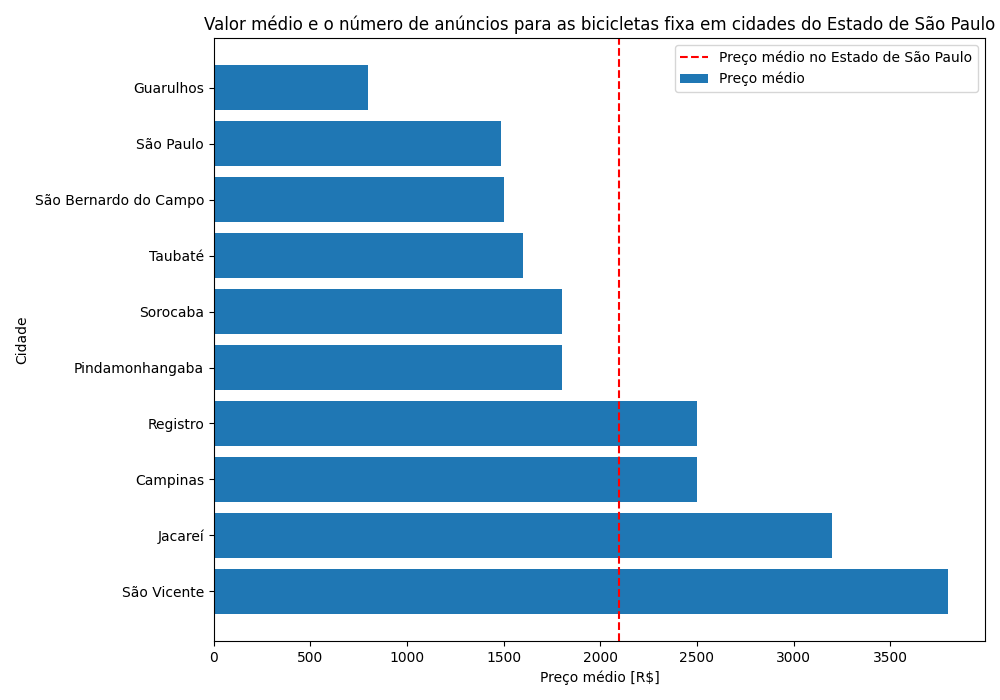 Valor médio e o número de anúncios para as bicicletas fixa em cidades do Estado de São Paulo
Preço médio no Estado de São Paulo
Preço médio
Guarulhos
São Paulo
São Bernardo do Campo
Taubaté
Sorocaba
Pindamonhangaba
Registro
Campinas
Jacareí
São Vicente
Cidade
0 500 1000 1500 2000 2500 3000 3500
Preço médio [R$]